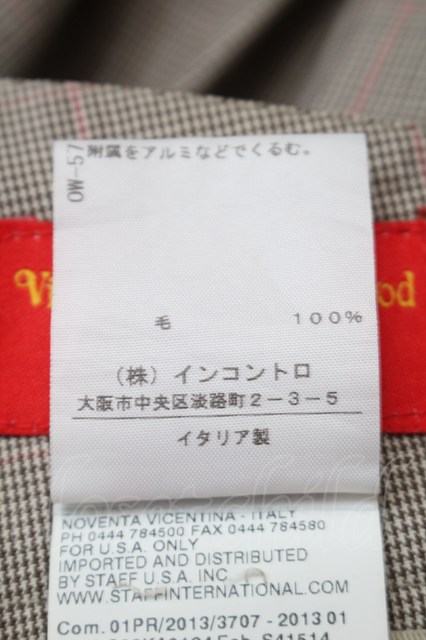 OW-57
附属をアルミなどでくるむ。
毛 100%
(株)インコントロ
大阪市中央区淡路町2-3-5
イタリア製
NOVENTA VICENTINA - ITALY
PH 0444 784500 FAX 0444 784580
FOR U.S.A. ONLY
IMPORTED AND DISTRIBUTED
BY STAFF U.S.A. INC.
WWW.STAFFINTERNATIONAL.COM
Com. 01PR/2013/3707 - 2013 01